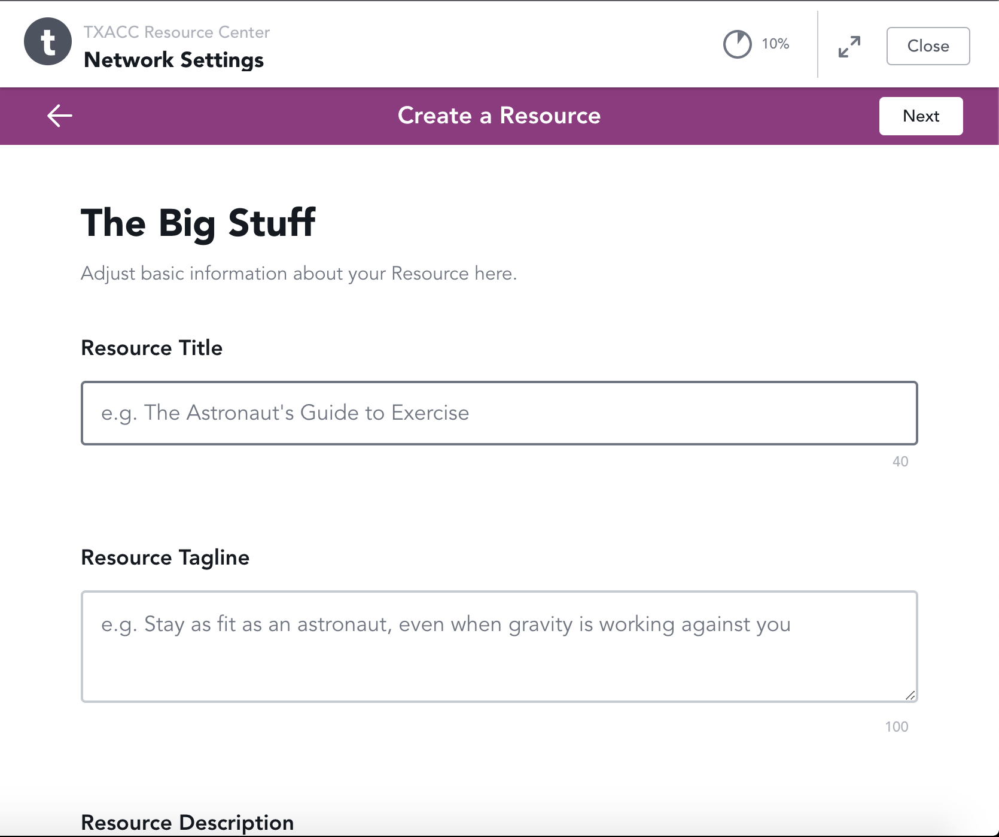 t
TXACC Resource Center
Network Settings
10%
Close
Create a Resource
Next
The Big Stuff
Adjust basic information about your Resource here.
Resource Title
e.g. The Astronaut's Guide to Exercise
40
Resource Tagline
e.g. Stay as fit as an astronaut, even when gravity is working against you
100
Resource Description